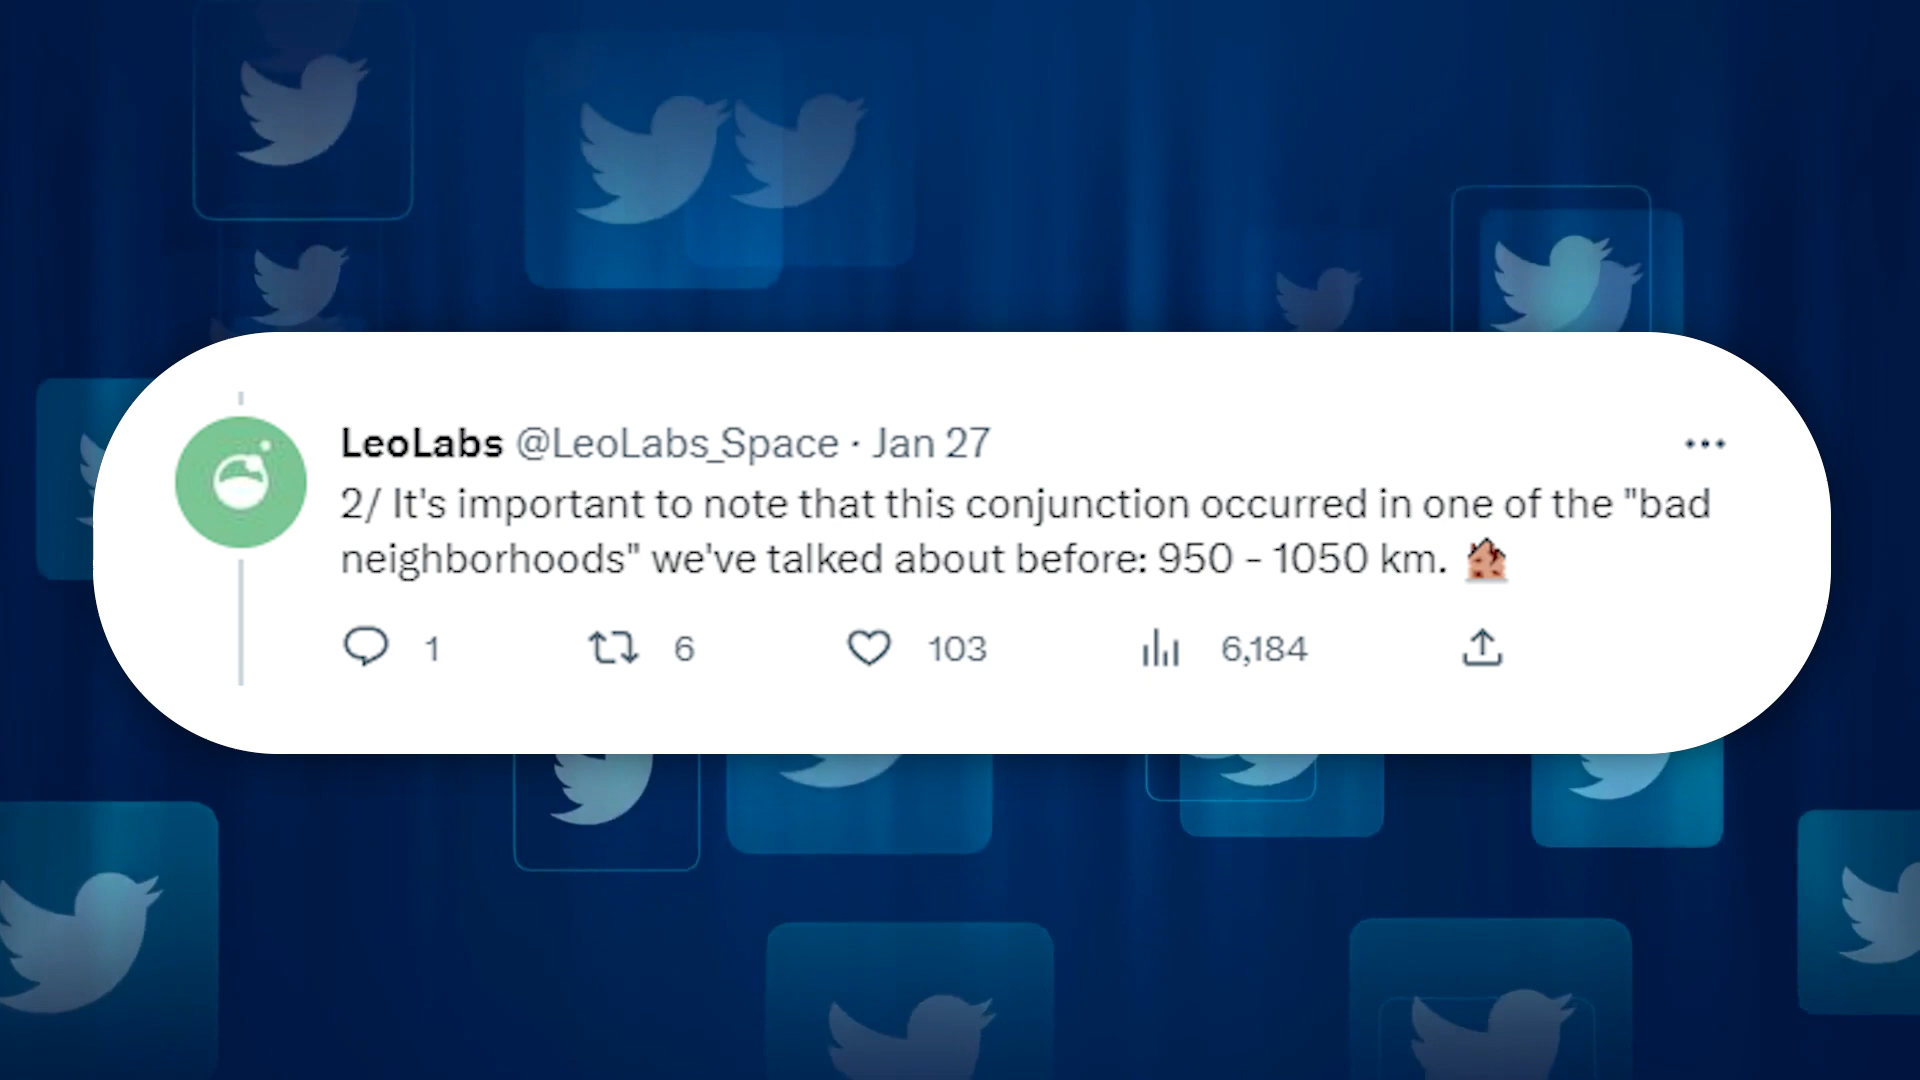 LeoLabs @LeoLabs_Space · Jan 27
2/ It's important to note that this conjunction occurred in one of the "bad
neighborhoods" we've talked about before: 950 - 1050 km. 🏚️
1 6 103 6,184